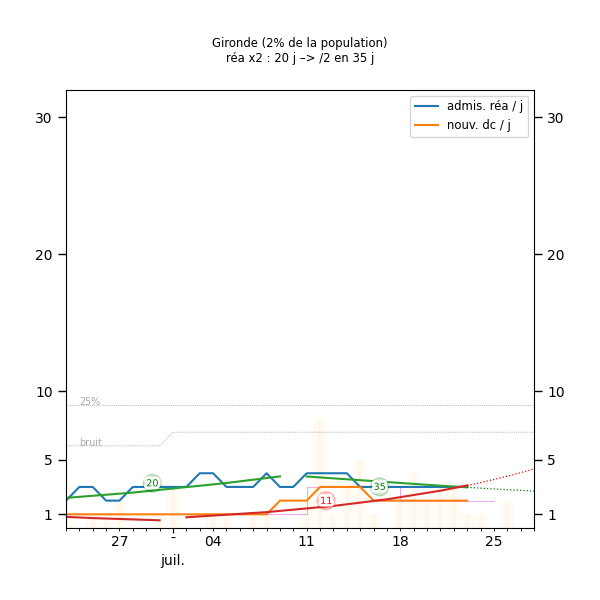 Gironde (2% de la population)
réa x2 : 20 j –> /2 en 35 j
admis. réa / j
nouv. dc / j
30 30
20 20
10 10
25%
bruit
5 5
20
35
11
1 1
27 - 04 11 18 25
juil.